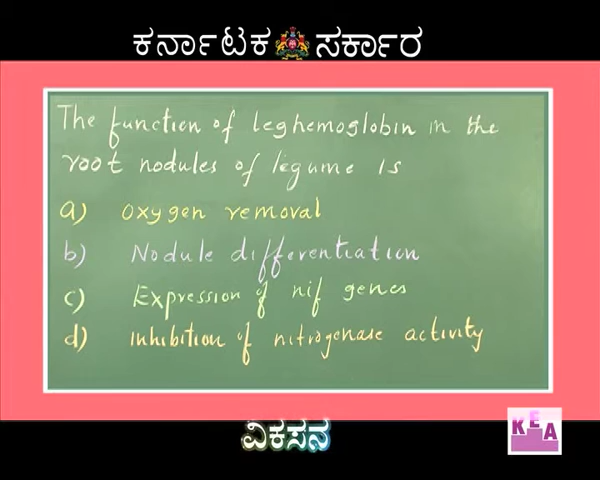 ಕರ್ನಾಟಕ ಸರ್ಕಾರ
The function of leghemoglobin in the
root nodules of legume is
a) Oxygen removal
b) Nodule differentiation
c) Expression of nif genes
d) Inhibition of nitrogenase activity
ವಿಕಸನ
KEA